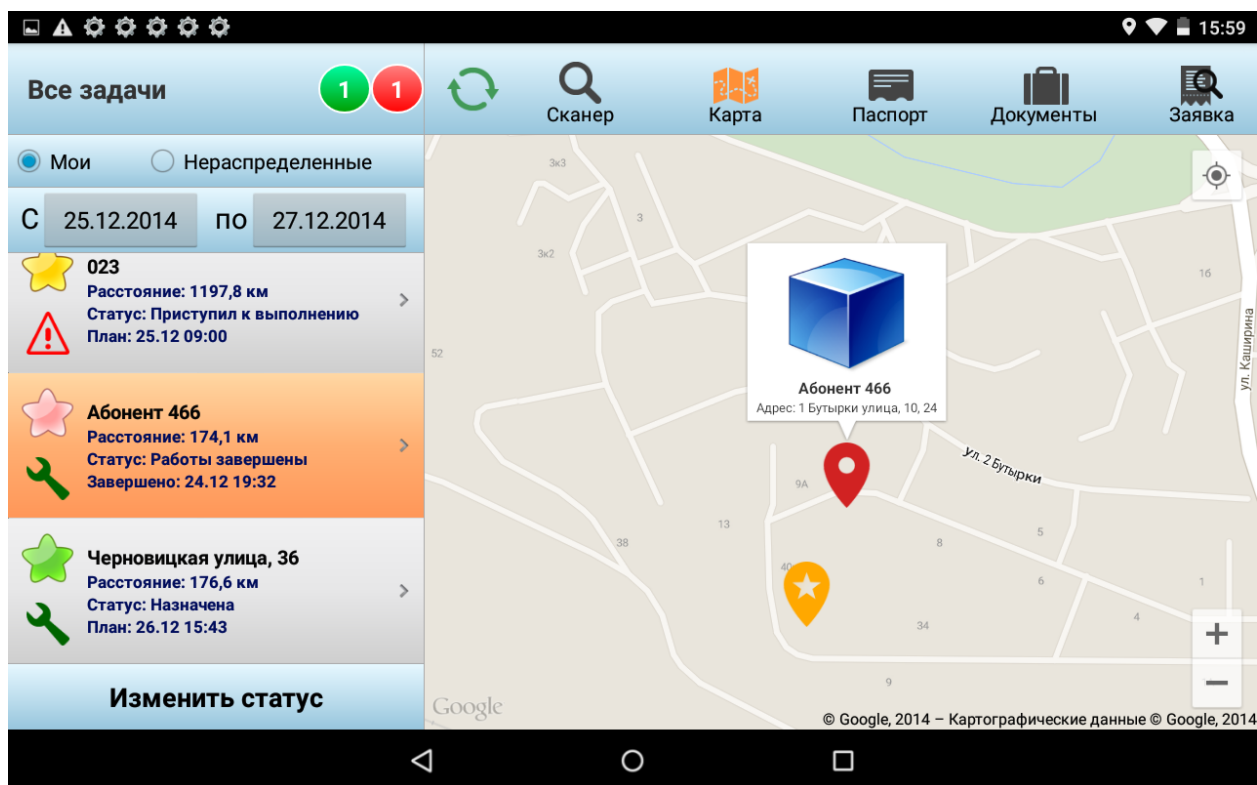 15:59
Все задачи
1
1
Сканер
Карта
Паспорт
Документы
Заявка
Мои
Нераспределенные
С 25.12.2014 по 27.12.2014
023
Расстояние: 1197,8 км
Статус: Приступил к выполнению
План: 25.12 09:00
Абонент 466
Расстояние: 174,1 км
Статус: Работы завершены
Завершено: 24.12 19:32
Черновицкая улица, 36
Расстояние: 176,6 км
Статус: Назначена
План: 26.12 15:43
Изменить статус
3к3
3
3к2
16
52
ул. Каширина
Абонент 466
Адрес: 1 Бутырки улица, 10, 24
ул. 2 Бутырки
9А
13
38
8
5
40
6
1
34
4
9
+
−
Google
© Google, 2014 – Картографические данные © Google, 2014